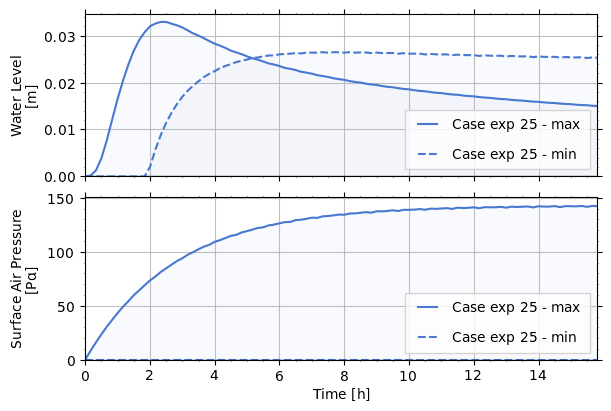 0.03
0.02
0.01
0.00
Water Level
[m]
Case exp 25 - max
Case exp 25 - min
150
100
50
0
Surface Air Pressure
[Pa]
Case exp 25 - max
Case exp 25 - min
0 2 4 6 8 10 12 14
Time [h]